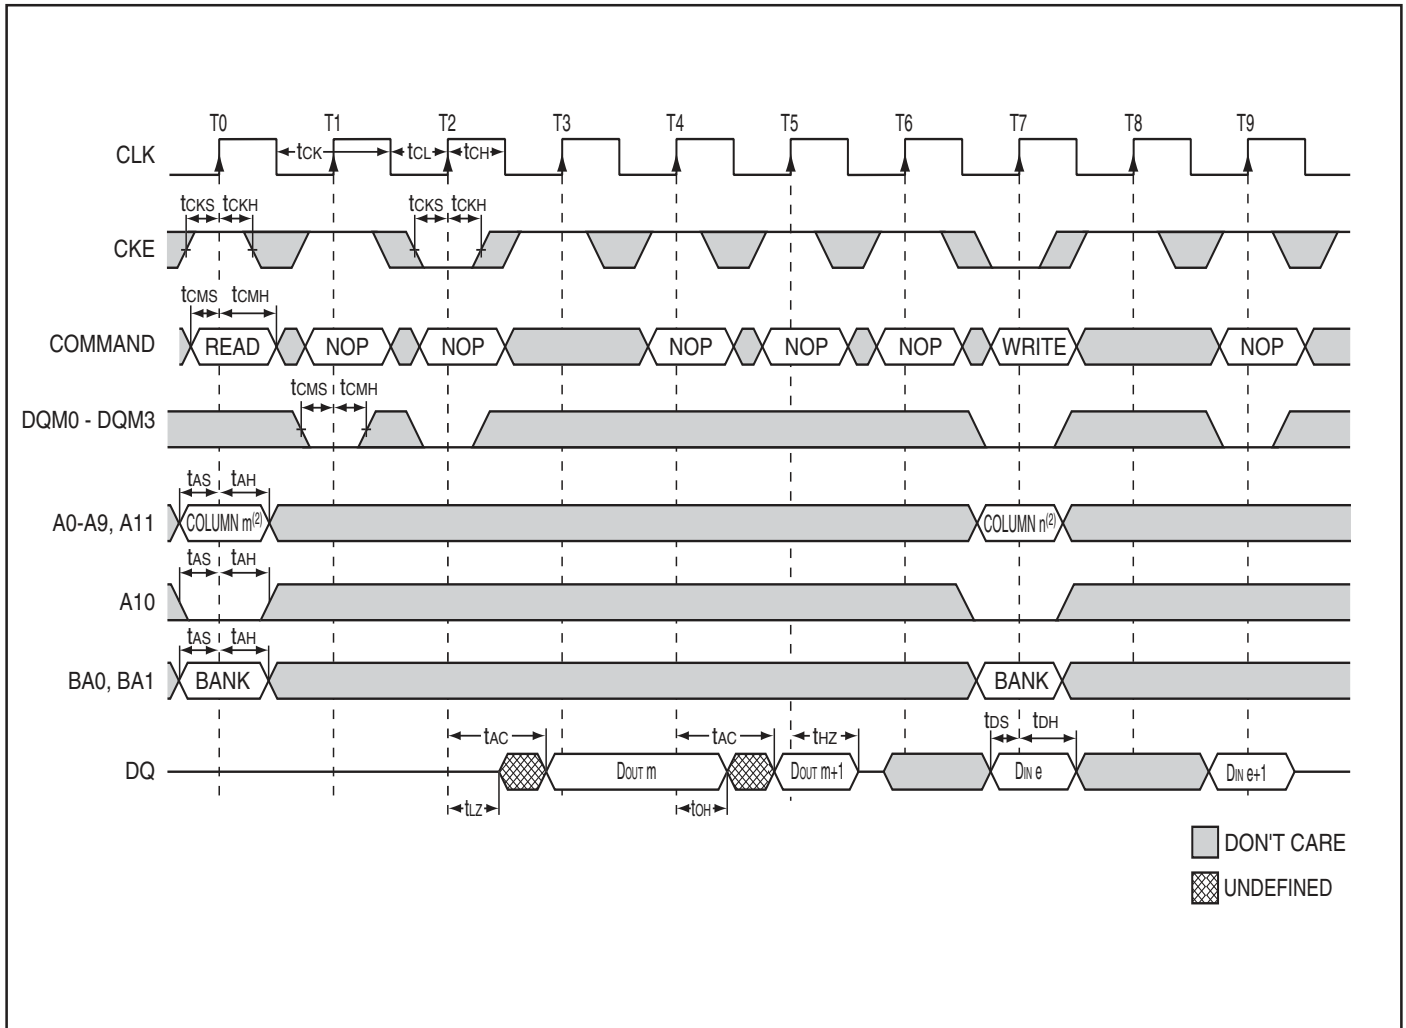 T0 T1 T2 T3 T4 T5 T6 T7 T8 T9
CLK tCK tCL tCH
tCKS tCKH tCKS tCKH
CKE
tCMS tCMH
COMMAND READ NOP NOP NOP NOP NOP WRITE NOP
tCMS tCMH
DQM0 - DQM3
tAS tAH
A0-A9, A11 COLUMN m(2) COLUMN n(2)
tAS tAH
A10
tAS tAH
BA0, BA1 BANK BANK
tAC tAC tHZ tDS tDH
DQ DOUT m DOUT m+1 DIN e DIN e+1
tLZ tOH
DON'T CARE
UNDEFINED